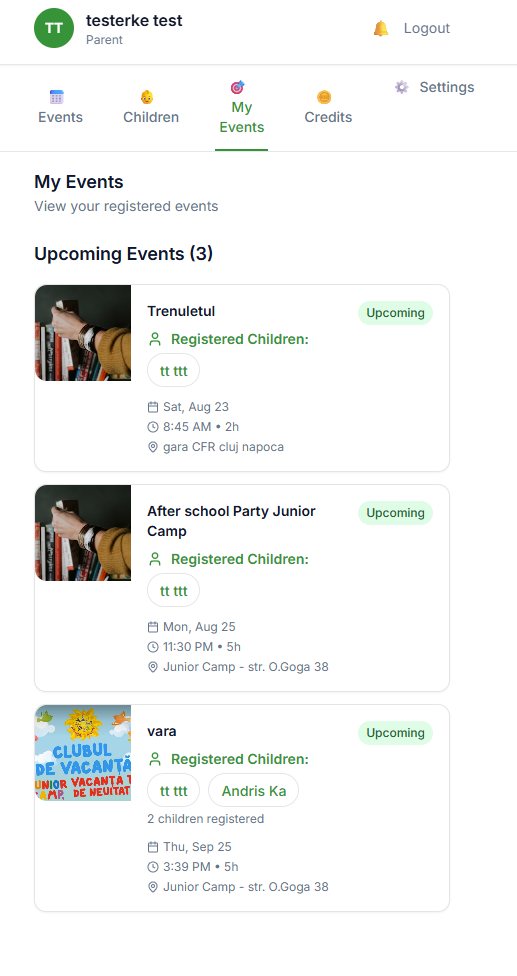 TT
testerke test
Parent
Logout
Events
Children
My
Events
Credits
Settings
My Events
View your registered events
Upcoming Events (3)
Trenuletul
Upcoming
Registered Children:
tt ttt
Sat, Aug 23
8:45 AM • 2h
gara CFR cluj napoca
After school Party Junior
Camp
Upcoming
Registered Children:
tt ttt
Mon, Aug 25
11:30 PM • 5h
Junior Camp - str. O.Goga 38
CLUBUL
DE VACANȚĂ
UNIOR VACANȚA T
CAMP, DE NEUITAT
vara
Upcoming
Registered Children:
tt ttt
Andris Ka
2 children registered
Thu, Sep 25
3:39 PM • 5h
Junior Camp - str. O.Goga 38